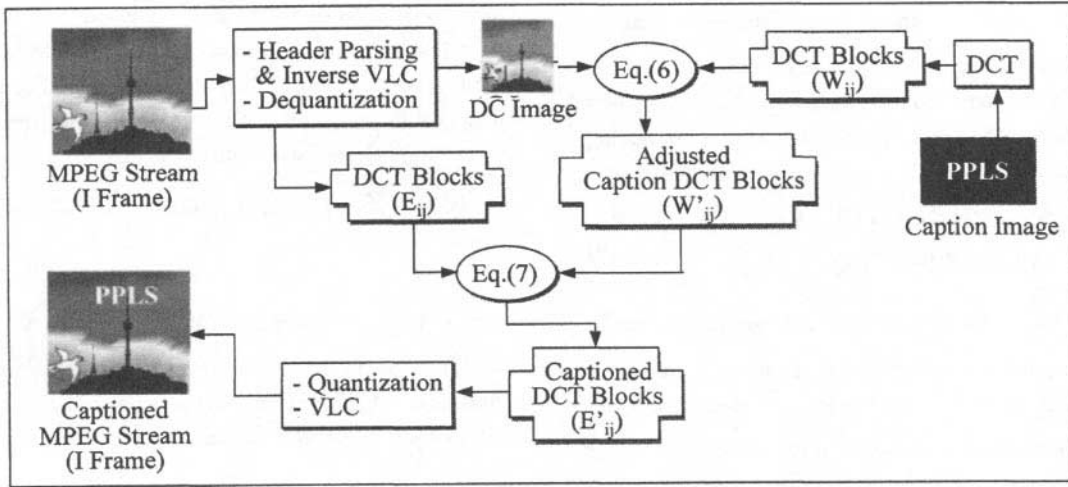 MPEG Stream
(I Frame)
- Header Parsing
& Inverse VLC
- Dequantization
DC Image
Eq.(6)
DCT Blocks
(Wij)
DCT
PPLS
Caption Image
DCT Blocks
(Eij)
Adjusted
Caption DCT Blocks
(W'ij)
Eq.(7)
PPLS
Captioned
MPEG Stream
(I Frame)
- Quantization
- VLC
Captioned
DCT Blocks
(E'ij)